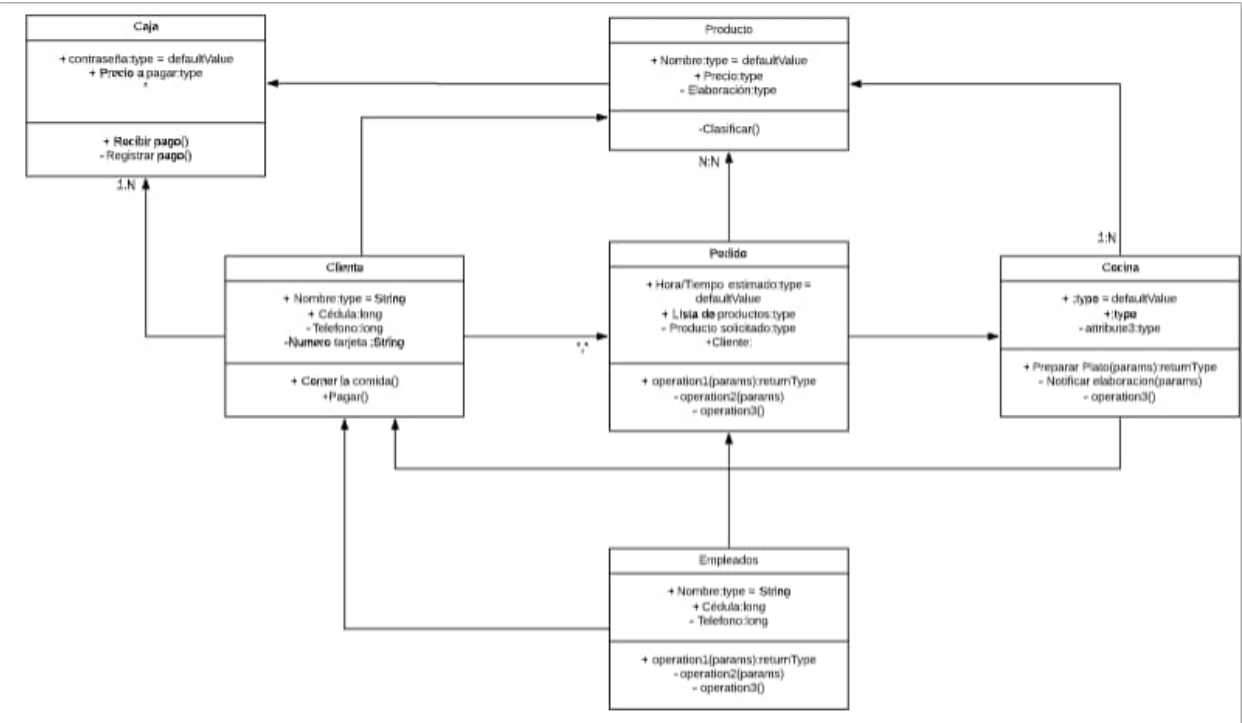 Caja
+ contraseña:type = defaultValue
+ Precio a pagar:type
+ Recibir pago()
- Registrar pago()
1:N
Producto
+ Nombre:type = defaultValue
+ Precio:type
- Elaboración:type
-Clasificar()
N:N
Cliente
+ Nombre:type = String
+ Cédula:long
- Telefono:long
-Numero tarjeta :String
+ Comer la comida()
+Pagar()
*.*
Pedido
+ Hora/Tiempo estimado:type =
defaultValue
+ Lista de productos:type
- Producto solicitado:type
+Cliente:
+ operation1(params):returnType
- operation2(params)
- operation3()
1:N
Cocina
+ :type = defaultValue
+:type
- attribute3:type
+ Preparar Plato(params):returnType
- Notificar elaboracion(params)
- operation3()
Empleados
+ Nombre:type = String
+ Cédula:long
- Telefono:long
+ operation1(params):returnType
- operation2(params)
- operation3()